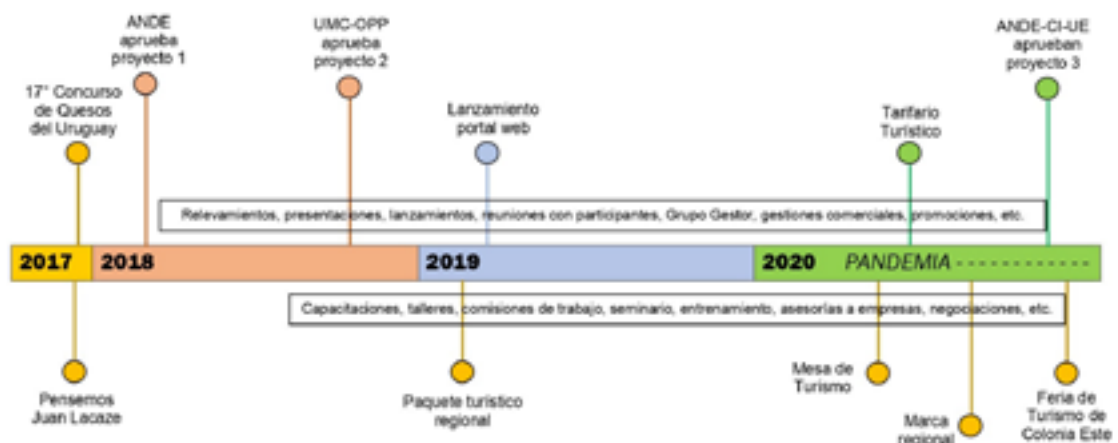 ANDE
aprueba
proyecto 1
UMC-OPP
aprueba
proyecto 2
ANDE-CI-UE
aprueban
proyecto 3
17° Concurso
de Quesos
del Uruguay
Lanzamiento
portal web
Tarifario
Turístico
Relevamientos, presentaciones, lanzamientos, reuniones con participantes, Grupo Gestor, gestiones comerciales, promociones, etc.
2017
2018
2019
2020
PANDEMIA - - - - - - - - - - - -
Capacitaciones, talleres, comisiones de trabajo, seminario, entrenamiento, asesorías a empresas, negociaciones, etc.
Pensemos
Juan Lacaze
Paquete turístico
regional
Mesa de
Turismo
Marca
regional
Feria de
Turismo de
Colonia Este